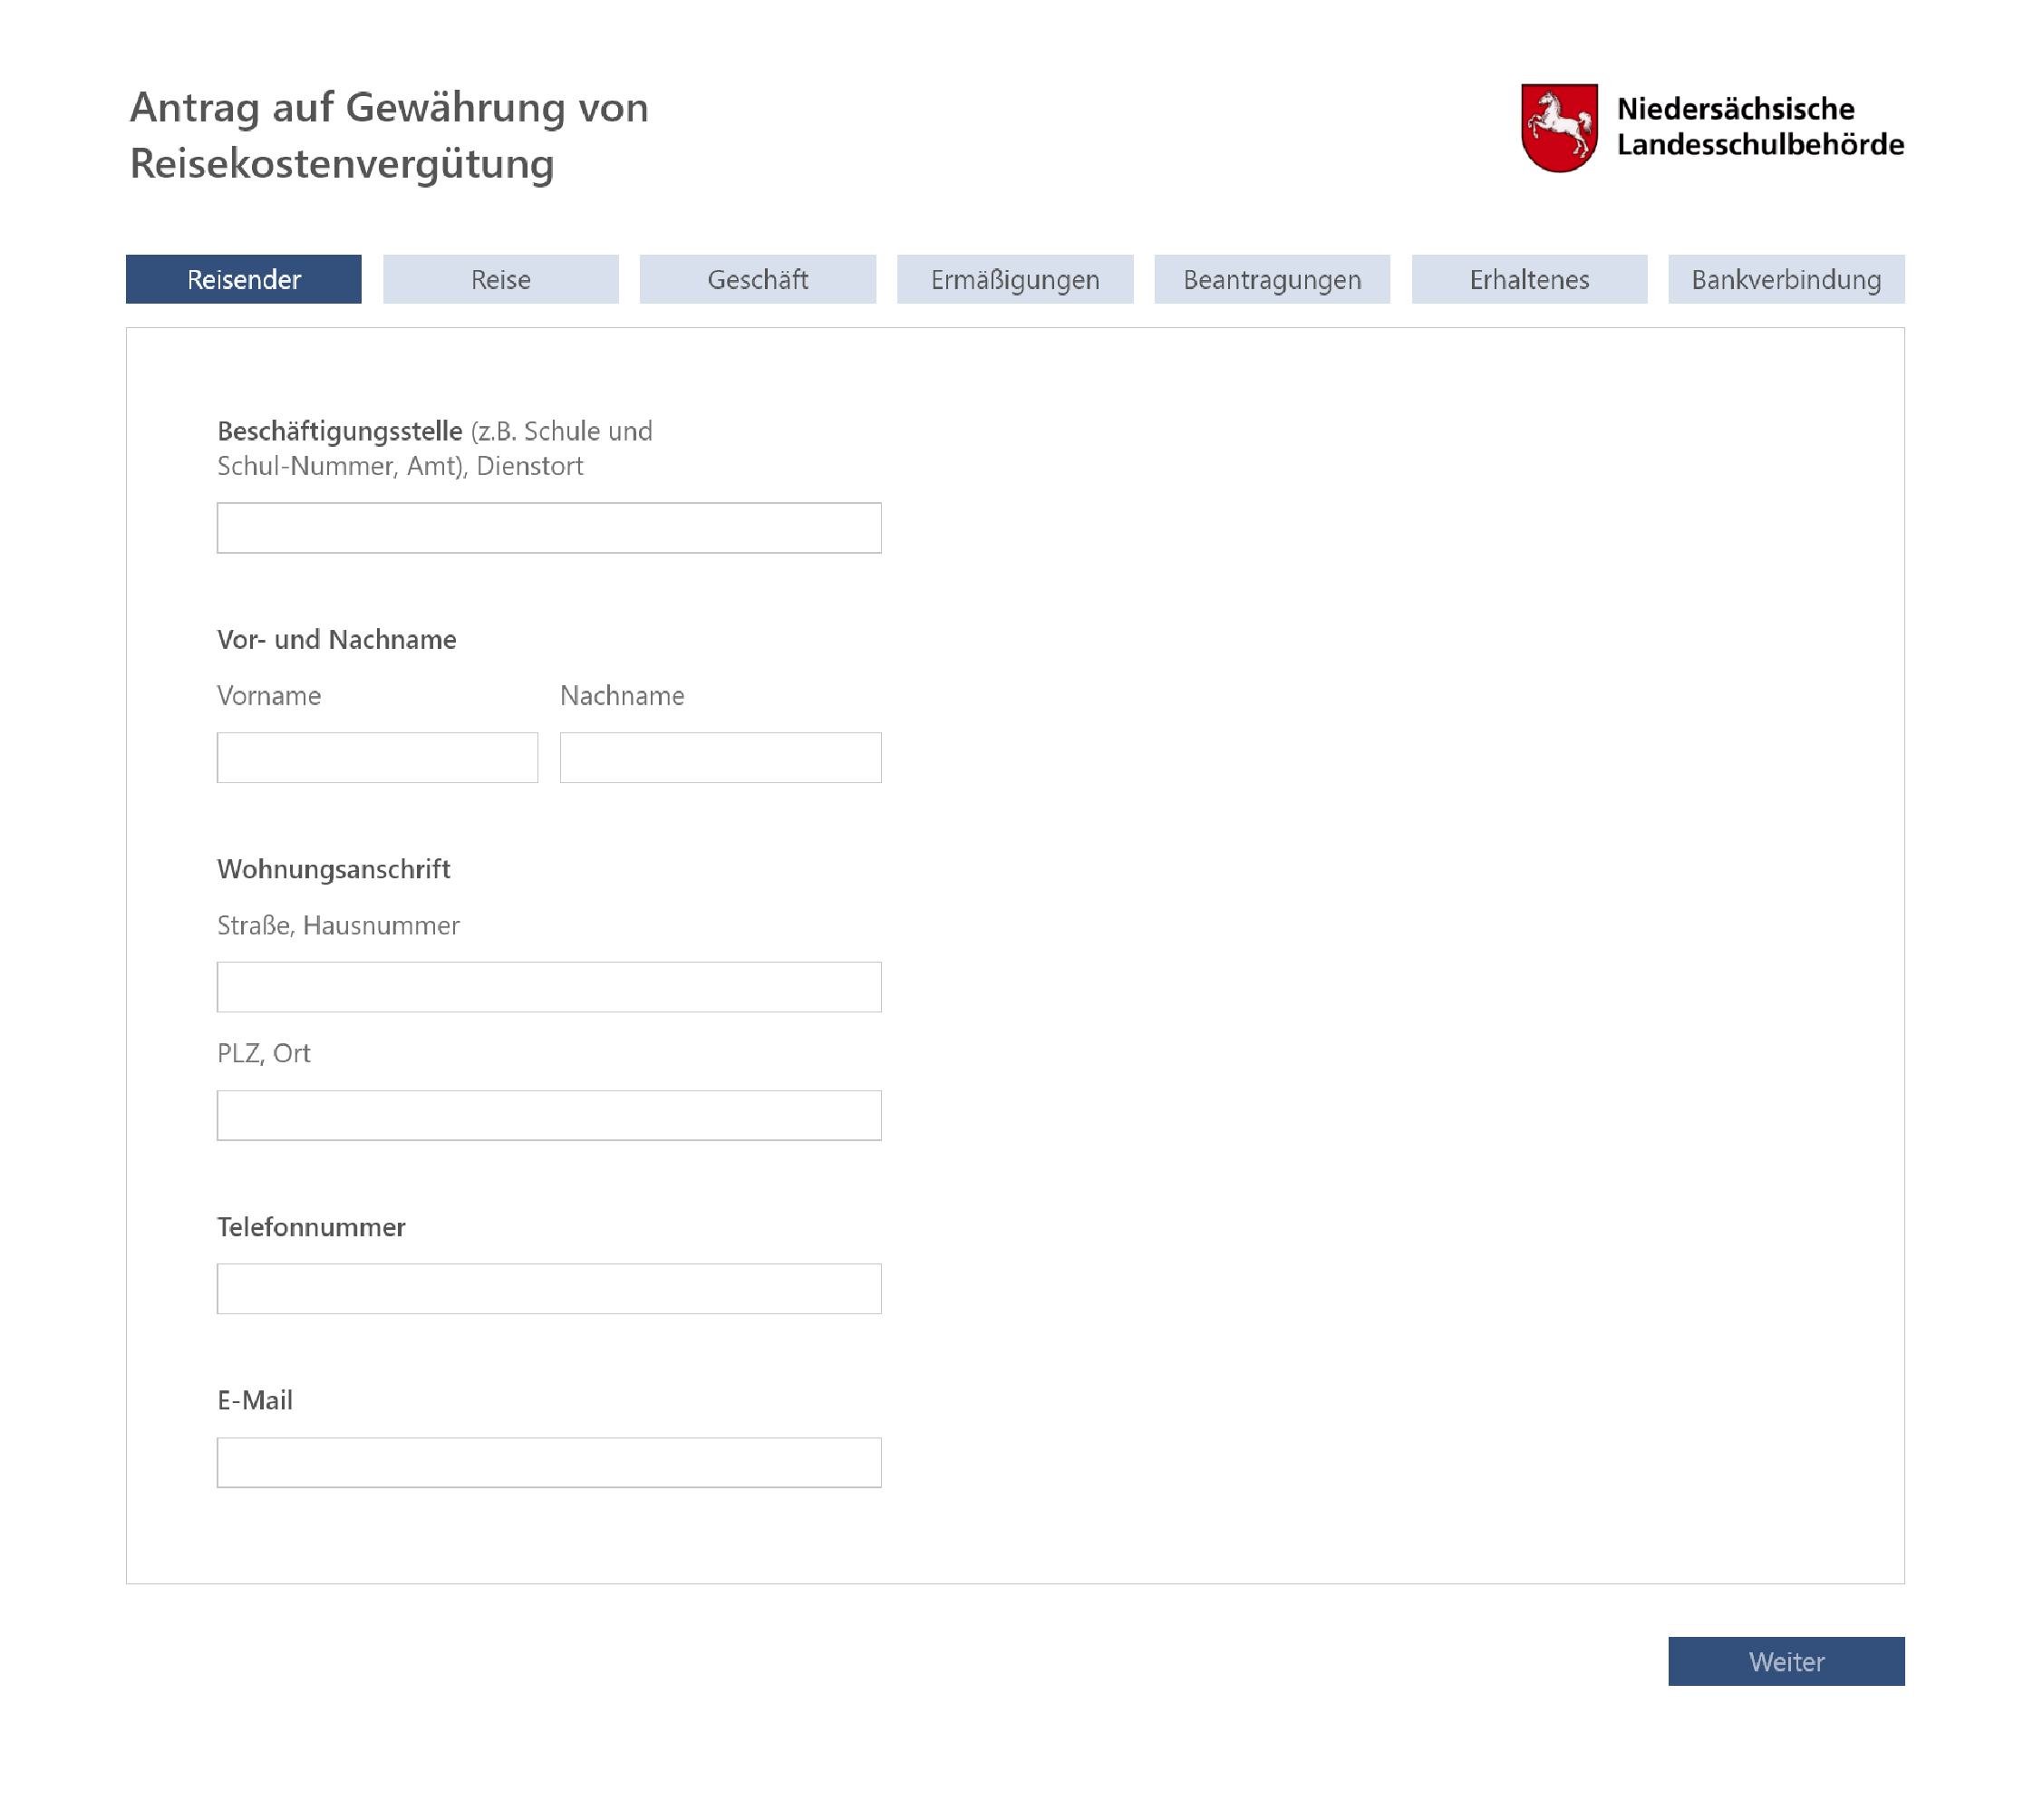 Antrag auf Gewährung von
Reisekostenvergütung
Niedersächsische
Landesschulbehörde
Reisender
Reise
Geschäft
Ermäßigungen
Beantragungen
Erhaltenes
Bankverbindung
Beschäftigungsstelle (z.B. Schule und
Schul-Nummer, Amt), Dienstort
Vor- und Nachname
Vorname
Nachname
Wohnungsanschrift
Straße, Hausnummer
PLZ, Ort
Telefonnummer
E-Mail
Weiter